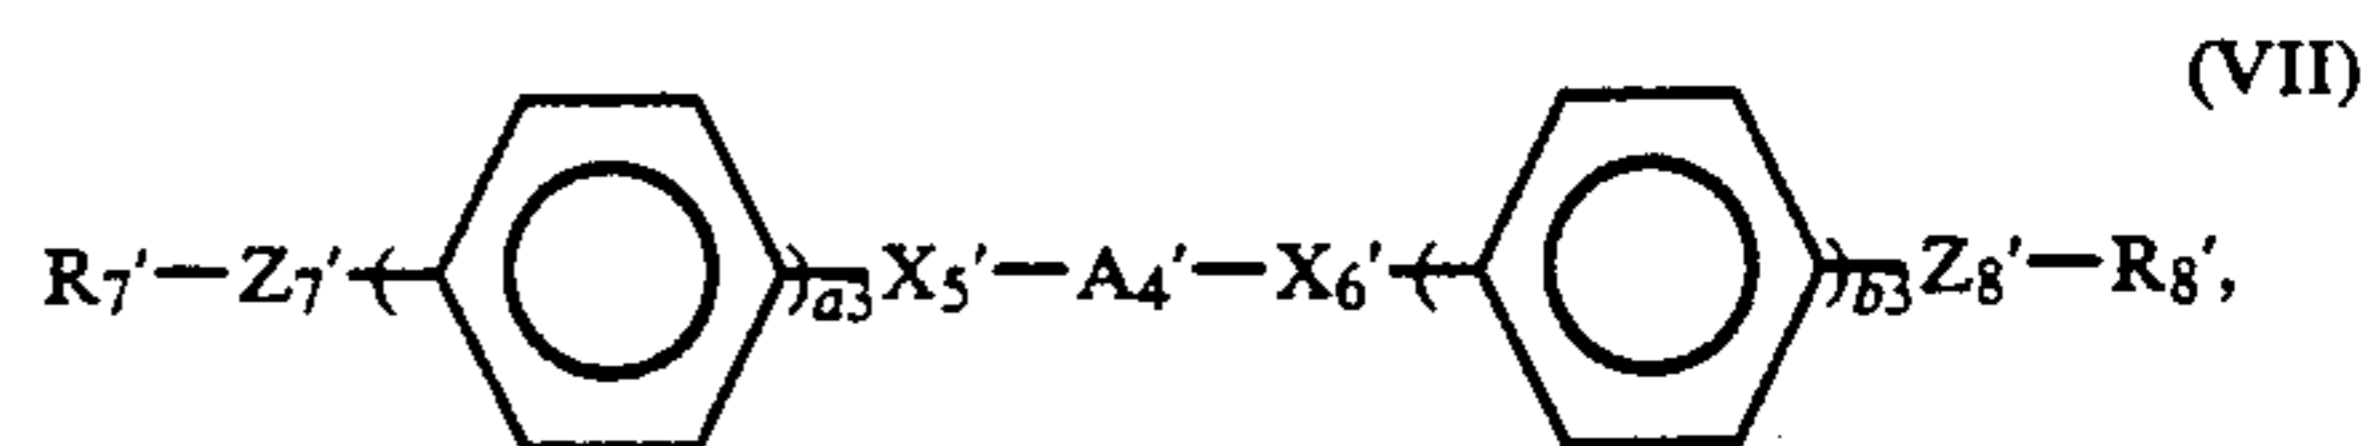 (VII)
R₇′—Z₇′—( )ₐ₃X₅′—A₄′—X₆′—( )b₃Z₈′—R₈′,